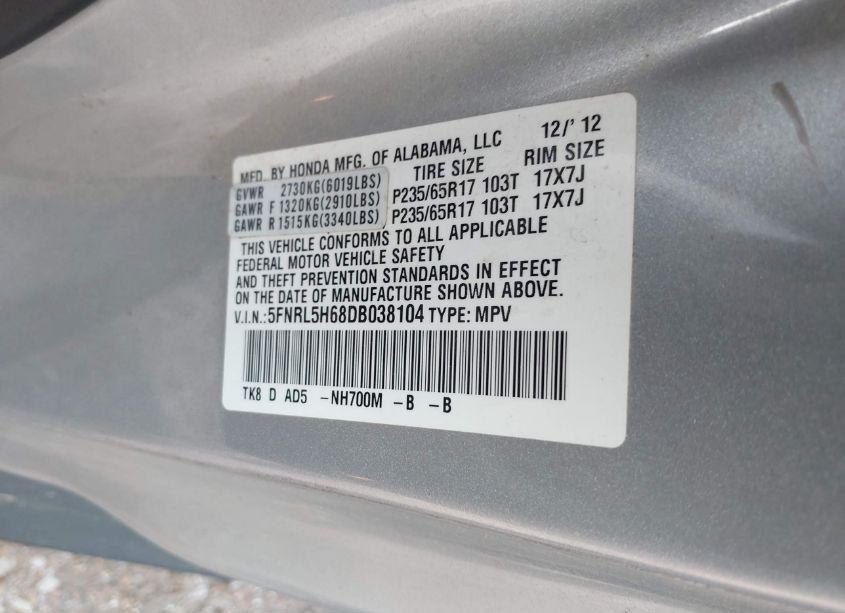 MFD. BY HONDA MFG. OF ALABAMA, LLC 12/'12
TIRE SIZE RIM SIZE
GVWR 2730KG(6019LBS)
GAWR F 1320KG(2910LBS) P235/65R17 103T 17X7J
GAWR R 1515KG(3340LBS) P235/65R17 103T 17X7J
THIS VEHICLE CONFORMS TO ALL APPLICABLE
FEDERAL MOTOR VEHICLE SAFETY
AND THEFT PREVENTION STANDARDS IN EFFECT
ON THE DATE OF MANUFACTURE SHOWN ABOVE.
V.I.N.:5FNRL5H68DB038104 TYPE: MPV
TK8 D AD5 -NH700M -B -B